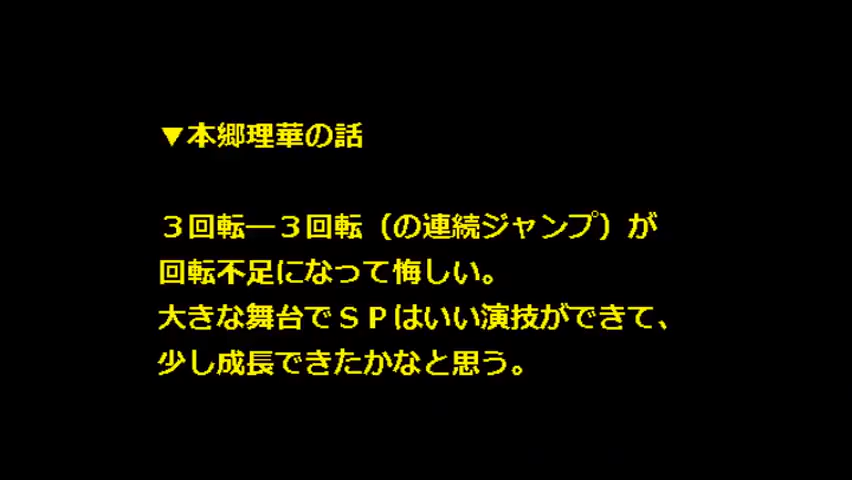 ▼本郷理華の話
３回転―３回転（の連続ジャンプ）が
回転不足になって悔しい。
大きな舞台でＳＰはいい演技ができて、
少し成長できたかなと思う。